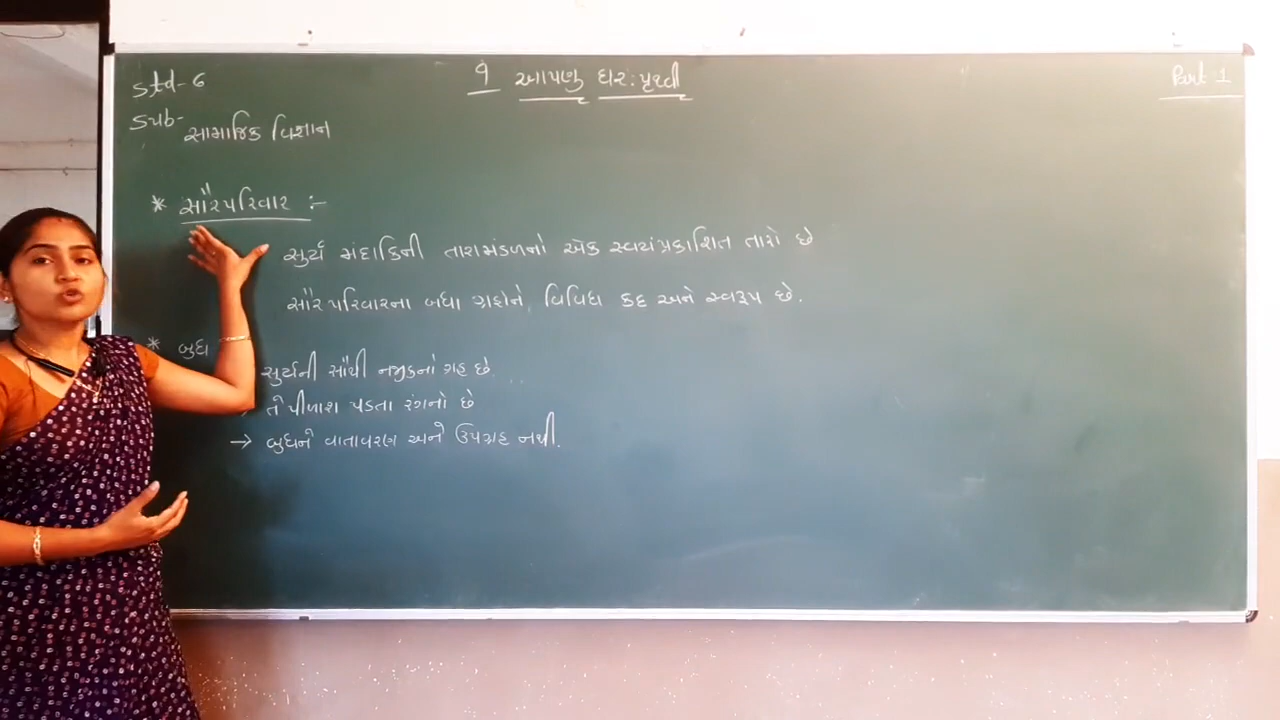 Std- 6
૧ આપણું ઘર : પૃથ્વી
Part : 1
Sub- સામાજિક વિજ્ઞાન
* સૌરપરિવાર :-
સુર્ય મંદાકિની તારામંડળનો એક સ્વયંપ્રકાશિત તારો છે
સૌરપરિવારના બધા ગ્રહોને, વિવિધ કદ અને સ્વરૂપ છે.
* બુધ
સુર્યની સૌથી નજીકનો ગ્રહ છે.
તે પીળાશ પડતા રંગનો છે
→ બુધને વાતાવરણ અને ઉપગ્રહ નથી.